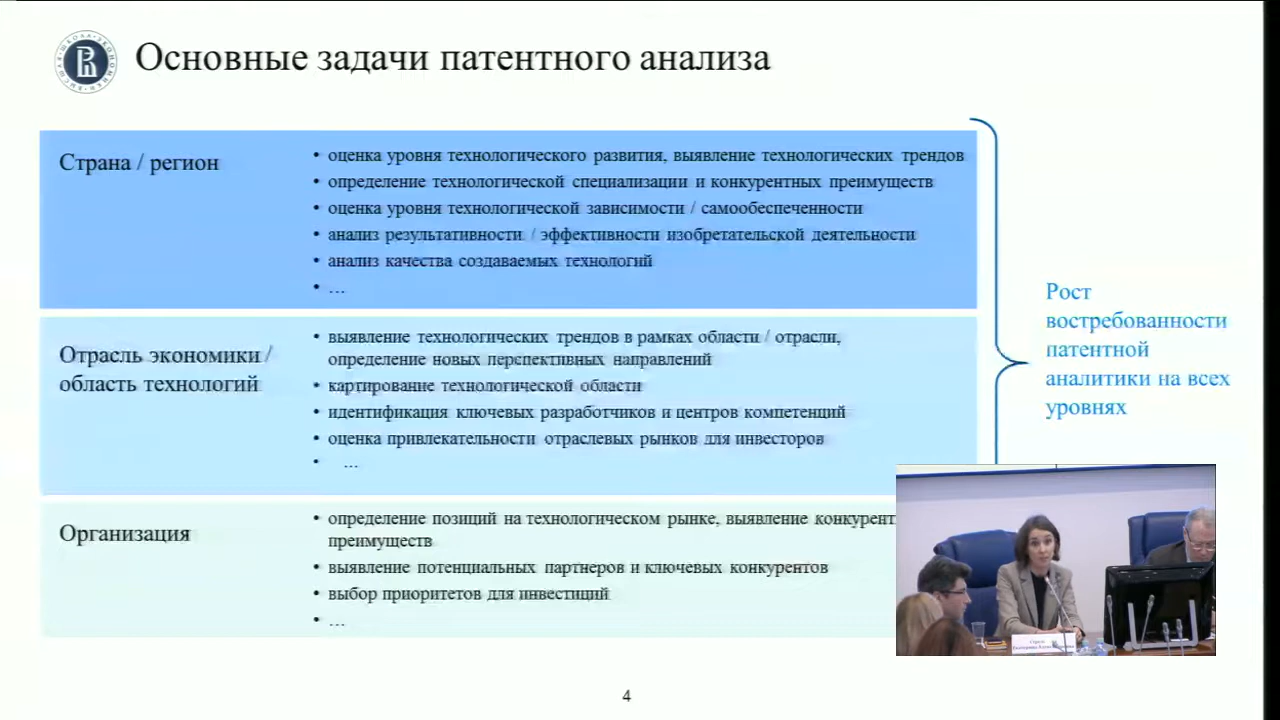 Основные задачи патентного анализа
Страна / регион
• оценка уровня технологического развития, выявление технологических трендов
• определение технологической специализации и конкурентных преимуществ
• оценка уровня технологической зависимости / самообеспеченности
• анализ результативности / эффективности изобретательской деятельности
• анализ качества создаваемых технологий
• …
Отрасль экономики /
область технологий
• выявление технологических трендов в рамках области / отрасли,
определение новых перспективных направлений
• картирование технологической области
• идентификация ключевых разработчиков и центров компетенций
• оценка привлекательности отраслевых рынков для инвесторов
• …
Организация
• определение позиций на технологическом рынке, выявление конкурент
преимуществ
• выявление потенциальных партнеров и ключевых конкурентов
• выбор приоритетов для инвестиций
• …
Рост
востребованности
патентной
аналитики на всех
уровнях
4